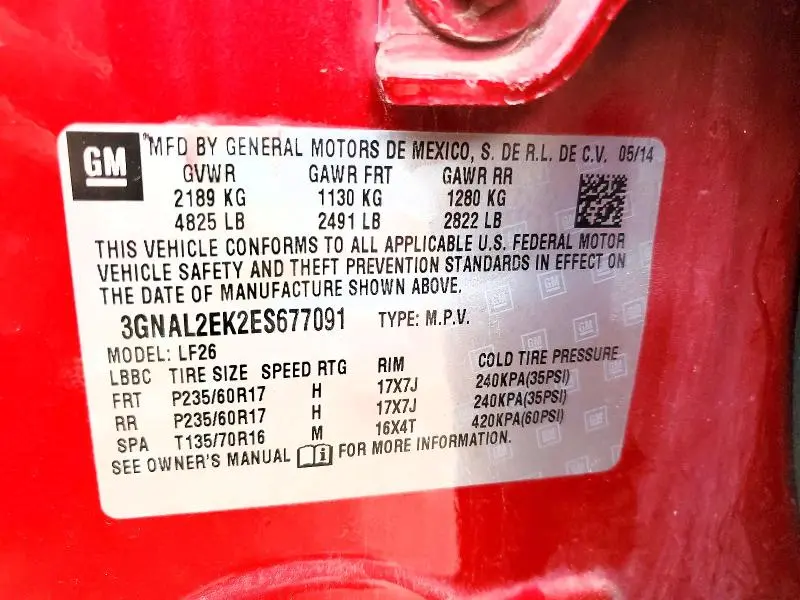 GM
MFD BY GENERAL MOTORS DE MEXICO, S. DE R.L. DE C.V. 05/14
GVWR GAWR FRT GAWR RR
2189 KG 1130 KG 1280 KG
4825 LB 2491 LB 2822 LB
THIS VEHICLE CONFORMS TO ALL APPLICABLE U.S. FEDERAL MOTOR
VEHICLE SAFETY AND THEFT PREVENTION STANDARDS IN EFFECT ON
THE DATE OF MANUFACTURE SHOWN ABOVE.
3GNAL2EK2ES677091 TYPE: M.P.V.
MODEL: LF26
LBBC TIRE SIZE SPEED RTG RIM COLD TIRE PRESSURE
FRT P235/60R17 H 17X7J 240KPA(35PSI)
RR P235/60R17 H 17X7J 240KPA(35PSI)
SPA T135/70R16 M 16X4T 420KPA(60PSI)
SEE OWNER'S MANUAL FOR MORE INFORMATION.